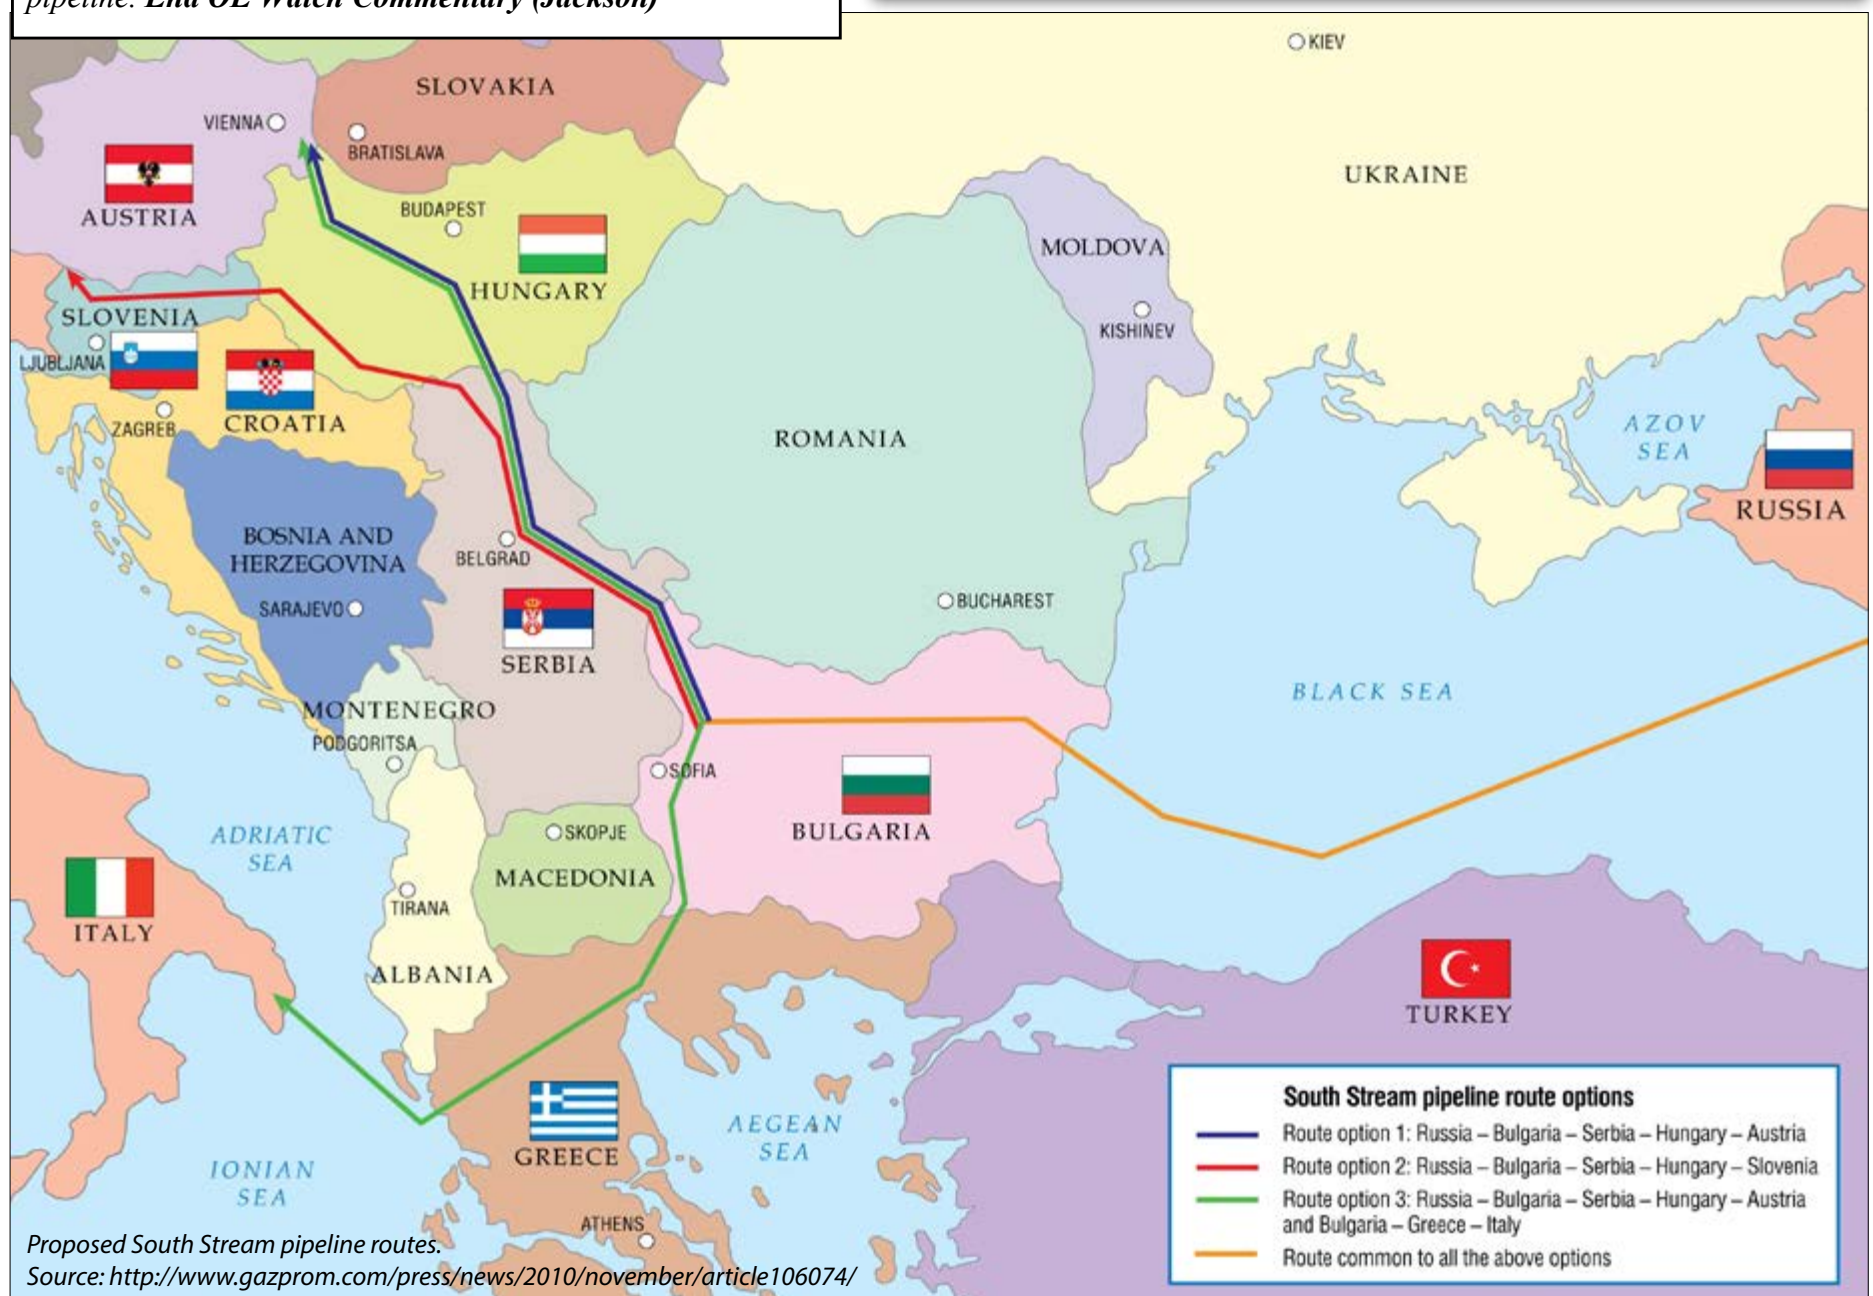 pipeline. End OE Watch Commentary (Jackson)
KIEV
SLOVAKIA
VIENNA
BRATISLAVA
UKRAINE
AUSTRIA
BUDAPEST
MOLDOVA
HUNGARY
SLOVENIA
KISHINEV
LJUBLJANA
CROATIA
ZAGREB
ROMANIA
AZOV
SEA
RUSSIA
BOSNIA AND
HERZEGOVINA
BELGRAD
SARAJEVO
BUCHAREST
SERBIA
BLACK SEA
MONTENEGRO
PODGORITSA
SOFIA
SKOPJE
BULGARIA
ADRIATIC
SEA
MACEDONIA
TIRANA
ITALY
ALBANIA
TURKEY
GREECE
AEGEAN
SEA
IONIAN
SEA
ATHENS
South Stream pipeline route options
Route option 1: Russia – Bulgaria – Serbia – Hungary – Austria
Route option 2: Russia – Bulgaria – Serbia – Hungary – Slovenia
Route option 3: Russia – Bulgaria – Serbia – Hungary – Austria
and Bulgaria – Greece – Italy
Route common to all the above options
Proposed South Stream pipeline routes.
Source: http://www.gazprom.com/press/news/2010/november/article106074/